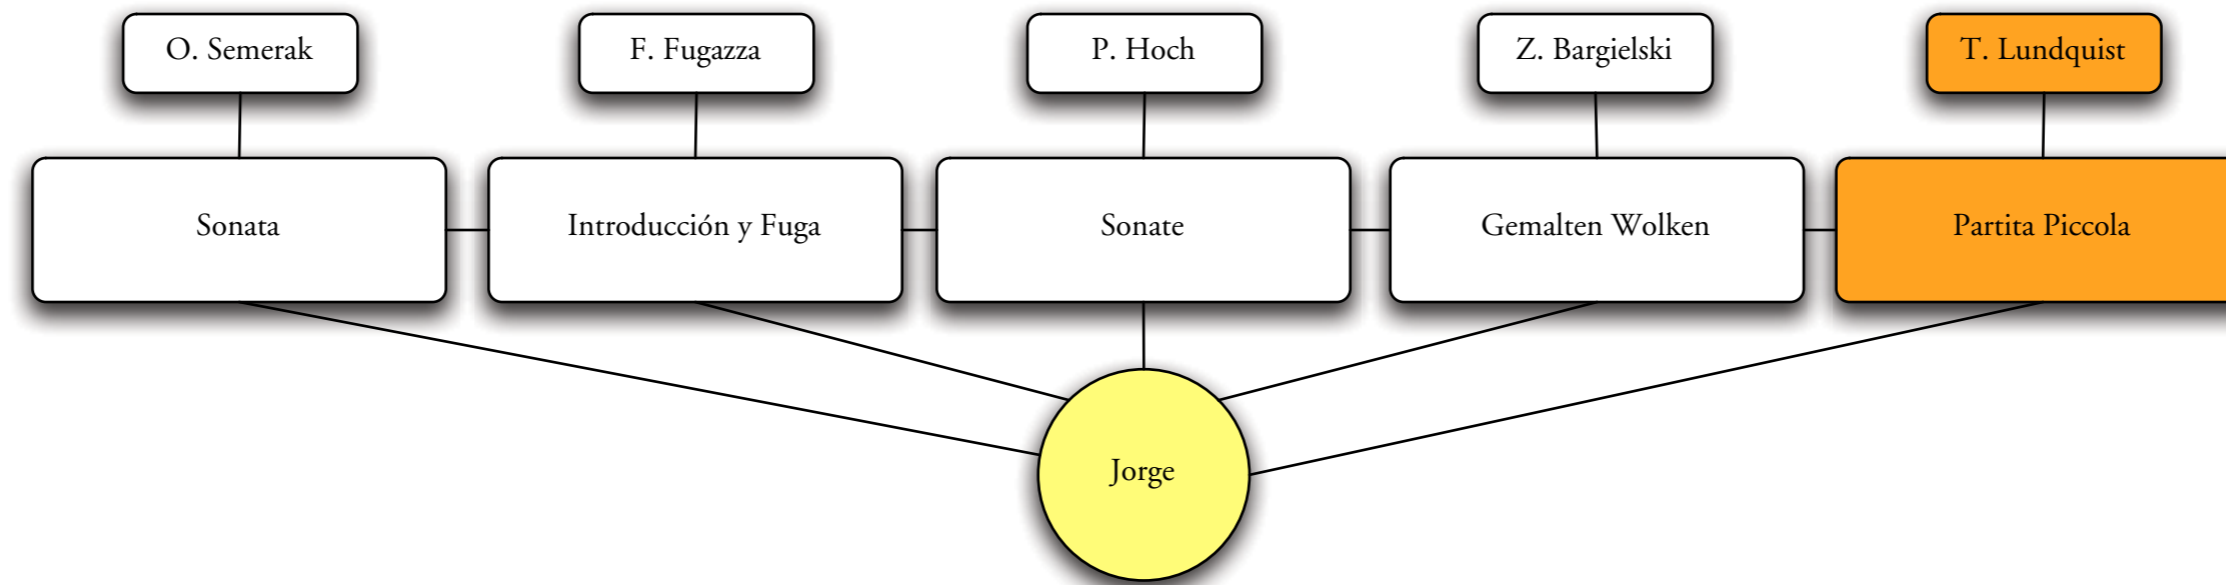 O. Semerak
F. Fugazza
P. Hoch
Z. Bargielski
T. Lundquist
Sonata
Introducción y Fuga
Sonate
Gemalten Wolken
Partita Piccola
Jorge